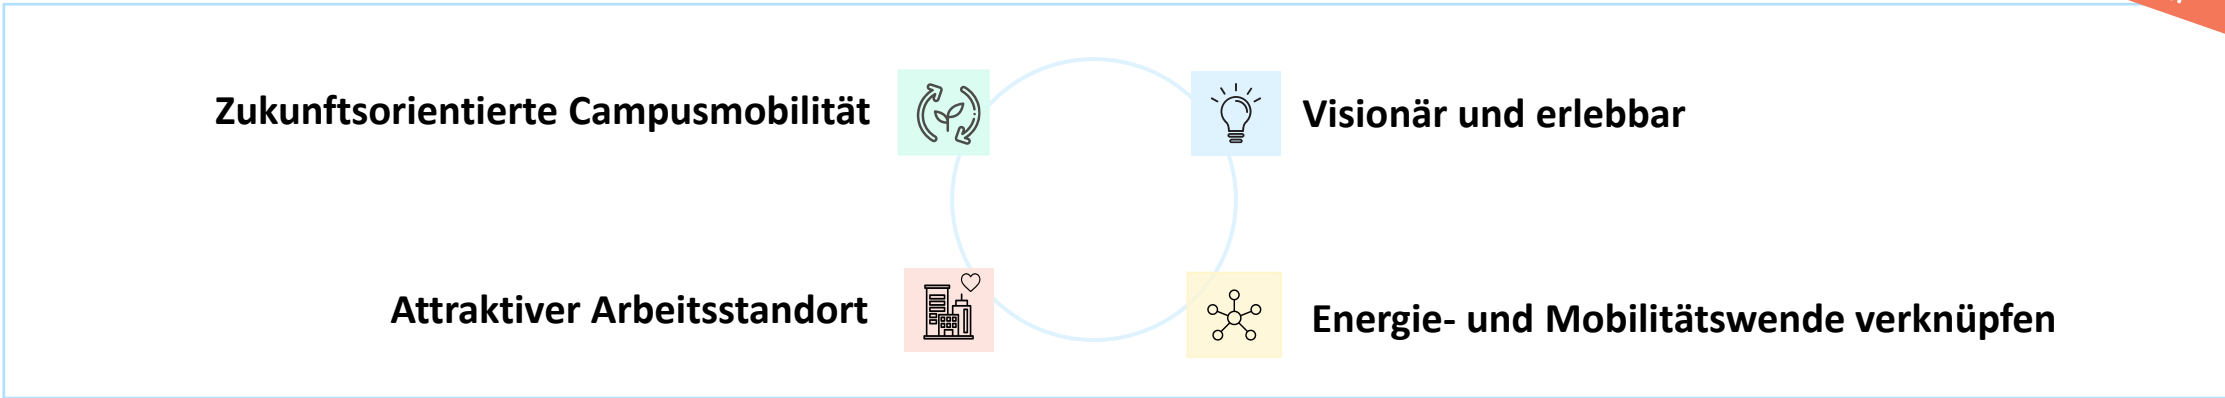 Zukunftsorientierte Campusmobilität
Visionär und erlebbar
Attraktiver Arbeitsstandort
Energie- und Mobilitätswende verknüpfen